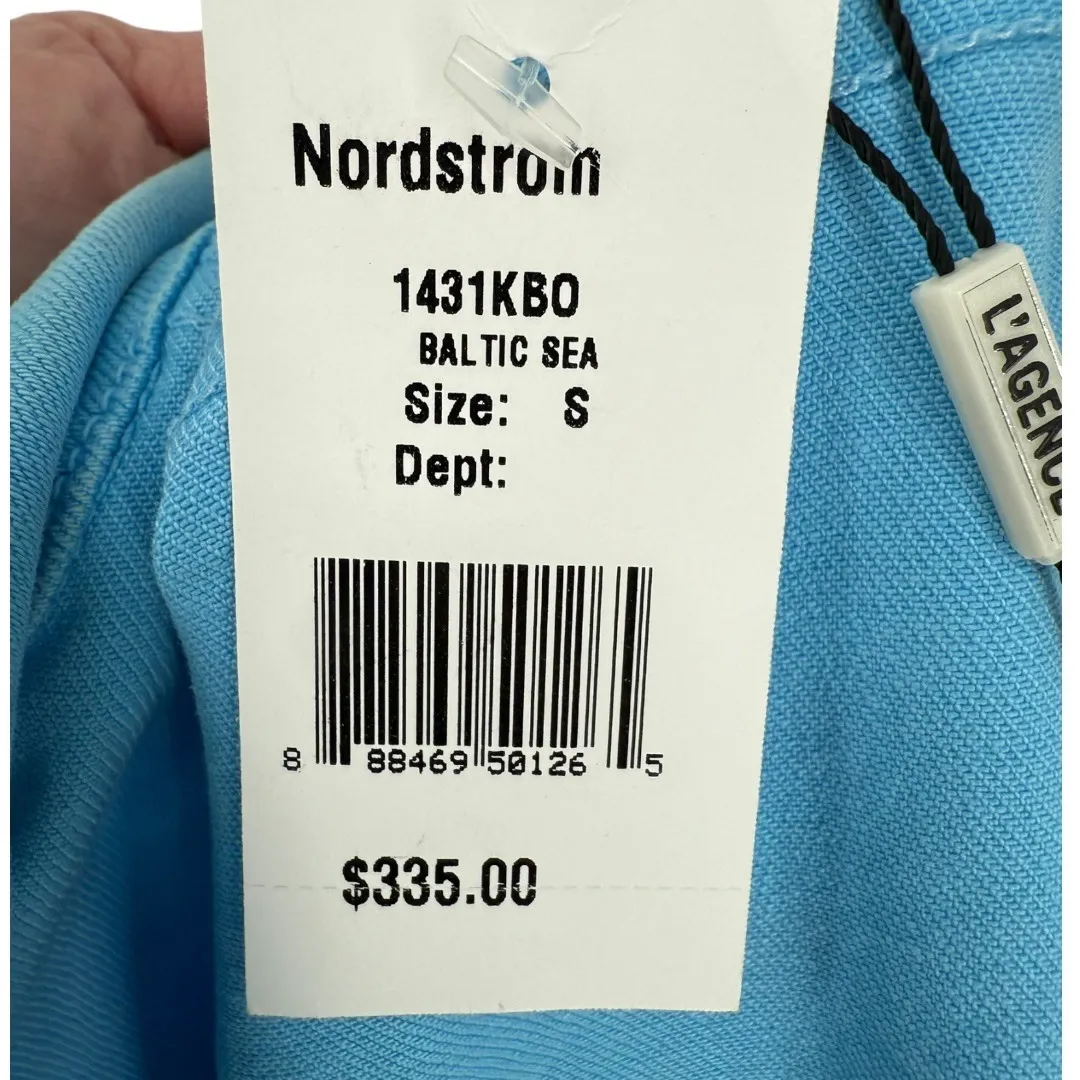 Nordstrom
1431KBO
BALTIC SEA
Size: S
Dept:
8 88469 50126 5
$335.00
L'AGENCE